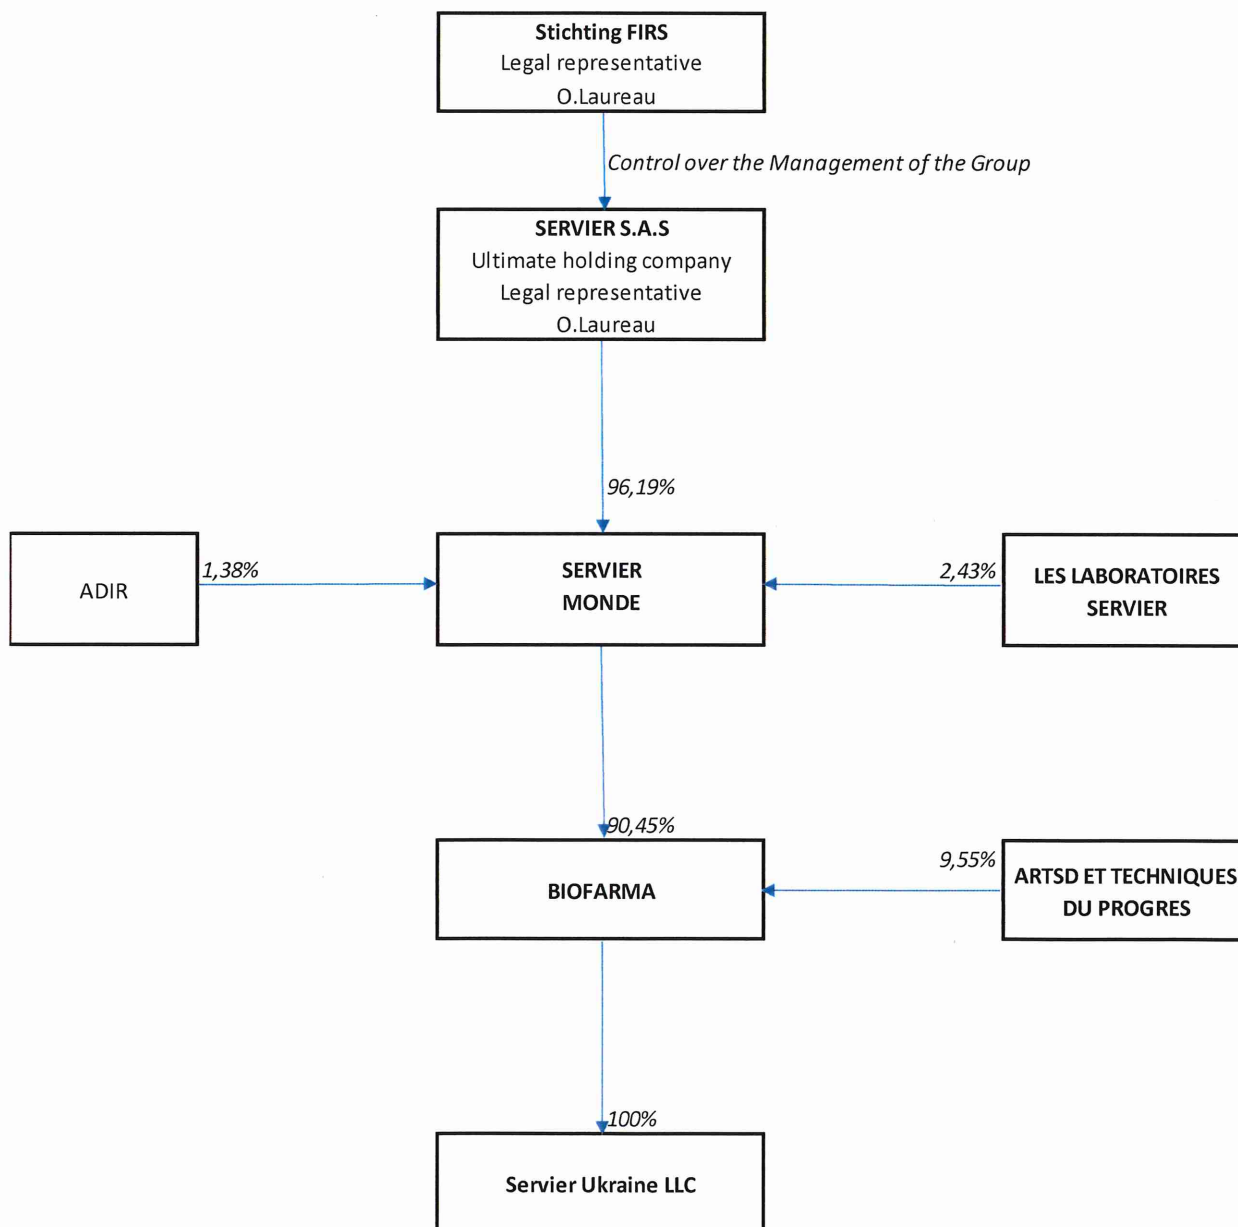 Stichting FIRS
Legal representative
O.Laureau
Control over the Management of the Group
SERVIER S.A.S
Ultimate holding company
Legal representative
O.Laureau
96,19%
ADIR
1,38%
SERVIER
MONDE
2,43%
LES LABORATOIRES
SERVIER
90,45%
BIOFARMA
9,55%
ARTSD ET TECHNIQUES
DU PROGRES
100%
Servier Ukraine LLC